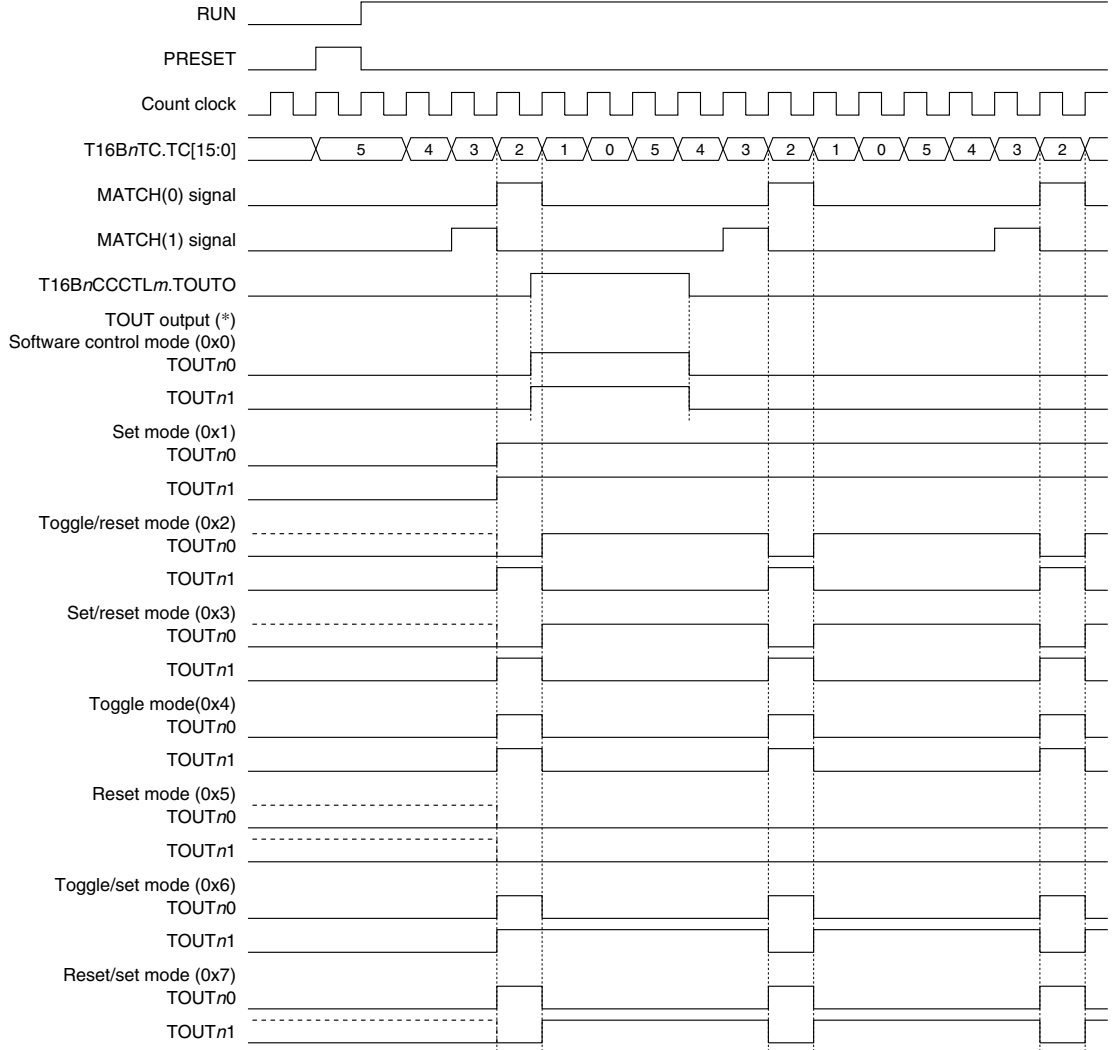 RUN
PRESET
Count clock
T16BnTC.TC[15:0] 5 4 3 2 1 0 5 4 3 2 1 0 5 4 3 2
MATCH(0) signal
MATCH(1) signal
T16BnCCCTLm.TOUTO
TOUT output (*)
Software control mode (0x0)
TOUTn0
TOUTn1
Set mode (0x1)
TOUTn0
TOUTn1
Toggle/reset mode (0x2)
TOUTn0
TOUTn1
Set/reset mode (0x3)
TOUTn0
TOUTn1
Toggle mode(0x4)
TOUTn0
TOUTn1
Reset mode (0x5)
TOUTn0
TOUTn1
Toggle/set mode (0x6)
TOUTn0
TOUTn1
Reset/set mode (0x7)
TOUTn0
TOUTn1